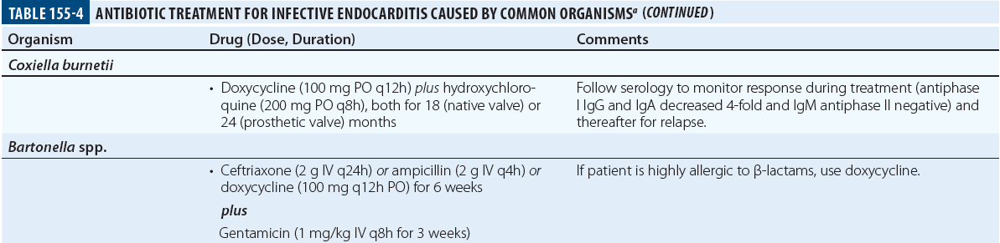 TABLE 155-4 ANTIBIOTIC TREATMENT FOR INFECTIVE ENDOCARDITIS CAUSED BY COMMON ORGANISMSa (CONTINUED)
Organism Drug (Dose, Duration) Comments
Coxiella burnetii
• Doxycycline (100 mg PO q12h) plus hydroxychloro-
quine (200 mg PO q8h), both for 18 (native valve) or
24 (prosthetic valve) months
Follow serology to monitor response during treatment (antiphase
I IgG and IgA decreased 4-fold and IgM antiphase II negative) and
thereafter for relapse.
Bartonella spp.
• Ceftriaxone (2 g IV q24h) or ampicillin (2 g IV q4h) or
doxycycline (100 mg q12h PO) for 6 weeks
plus
Gentamicin (1 mg/kg IV q8h for 3 weeks)
If patient is highly allergic to β-lactams, use doxycycline.